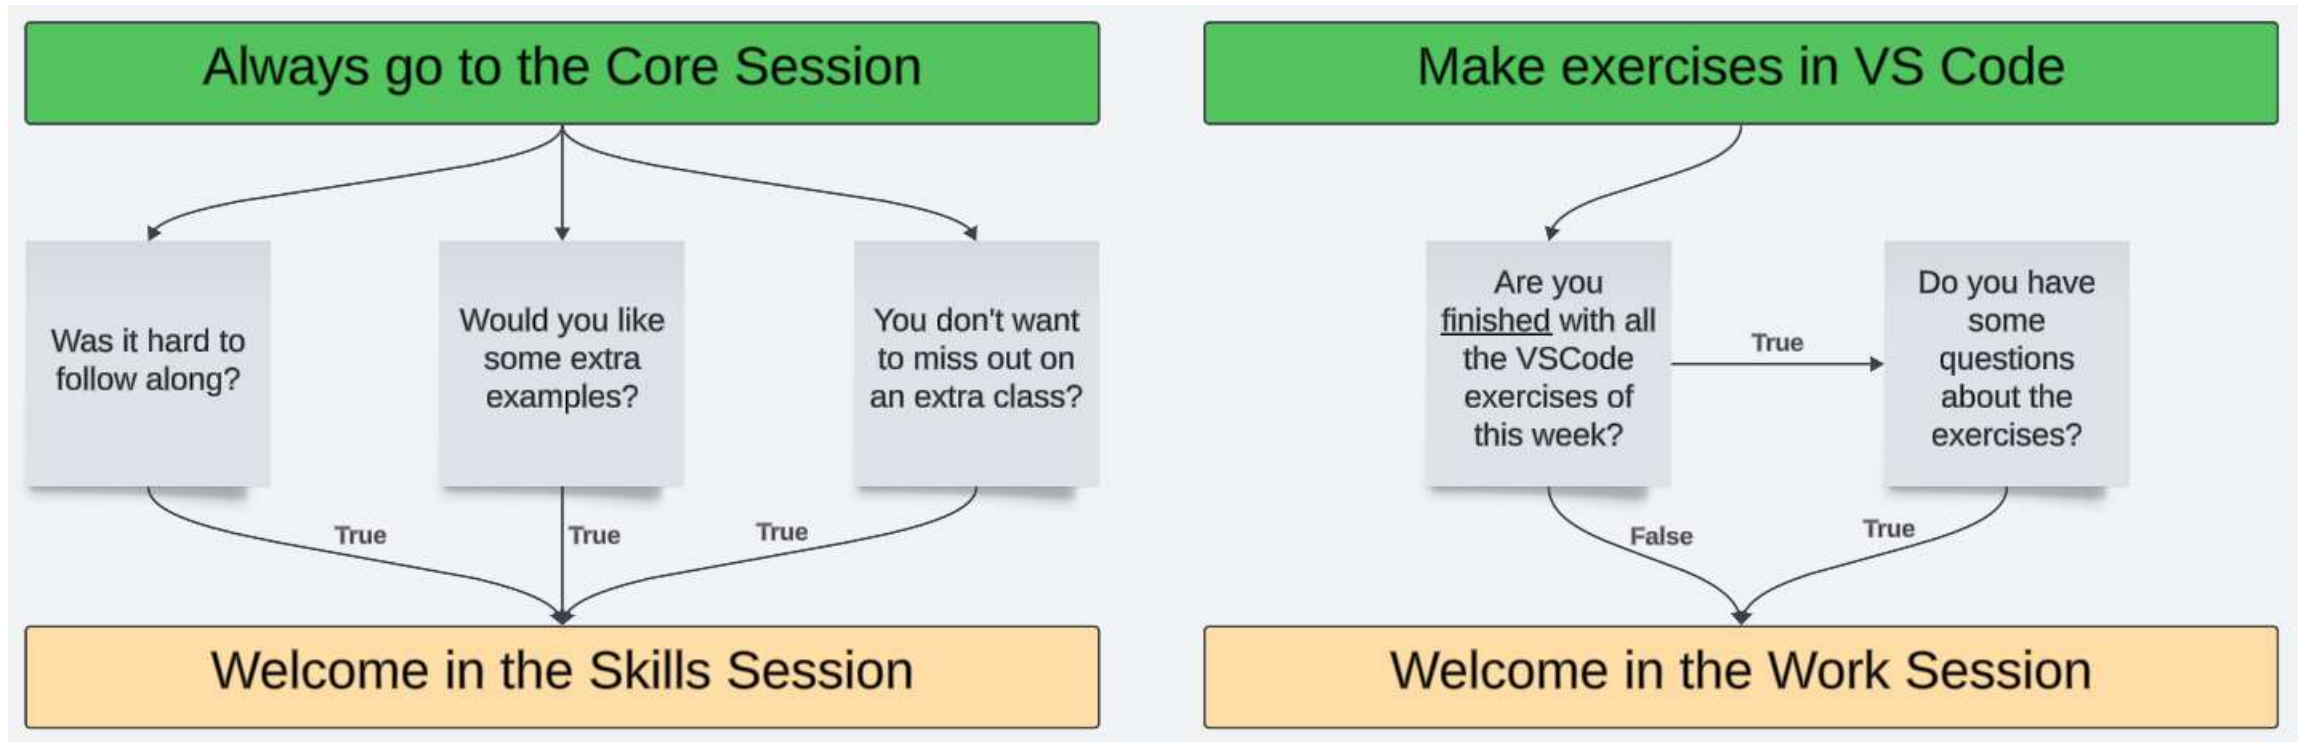 Always go to the Core Session
Make exercises in VS Code
Was it hard to
follow along?
Would you like
some extra
examples?
You don't want
to miss out on
an extra class?
Are you
finished with all
the VSCode
exercises of
this week?
True
Do you have
some
questions
about the
exercises?
True
True
True
False
True
Welcome in the Skills Session
Welcome in the Work Session